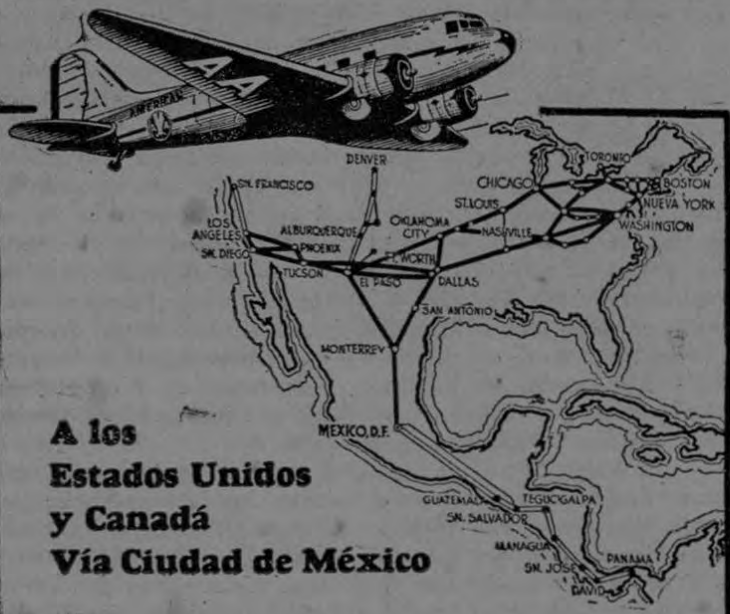 AA
AMERICAN
DENVER
TORONTO
SN. FRANCISCO
CHICAGO
BOSTON
ST. LOUIS
NUEVA YORK
LOS
ANGELES
ALBURQUERQUE
OKLAHOMA
CITY
NASHVILLE
WASHINGTON
PHOENIX
FT. WORTH
SN. DIEGO
TUCSON
EL PASO
DALLAS
SAN ANTONIO
MONTERREY
MEXICO, D.F.
GUATEMALA
TEGUCIGALPA
SN. SALVADOR
MANAGUA
SN. JOSE
PANAMA
DAVID
A los
Estados Unidos
y Canadá
Vía Ciudad de México